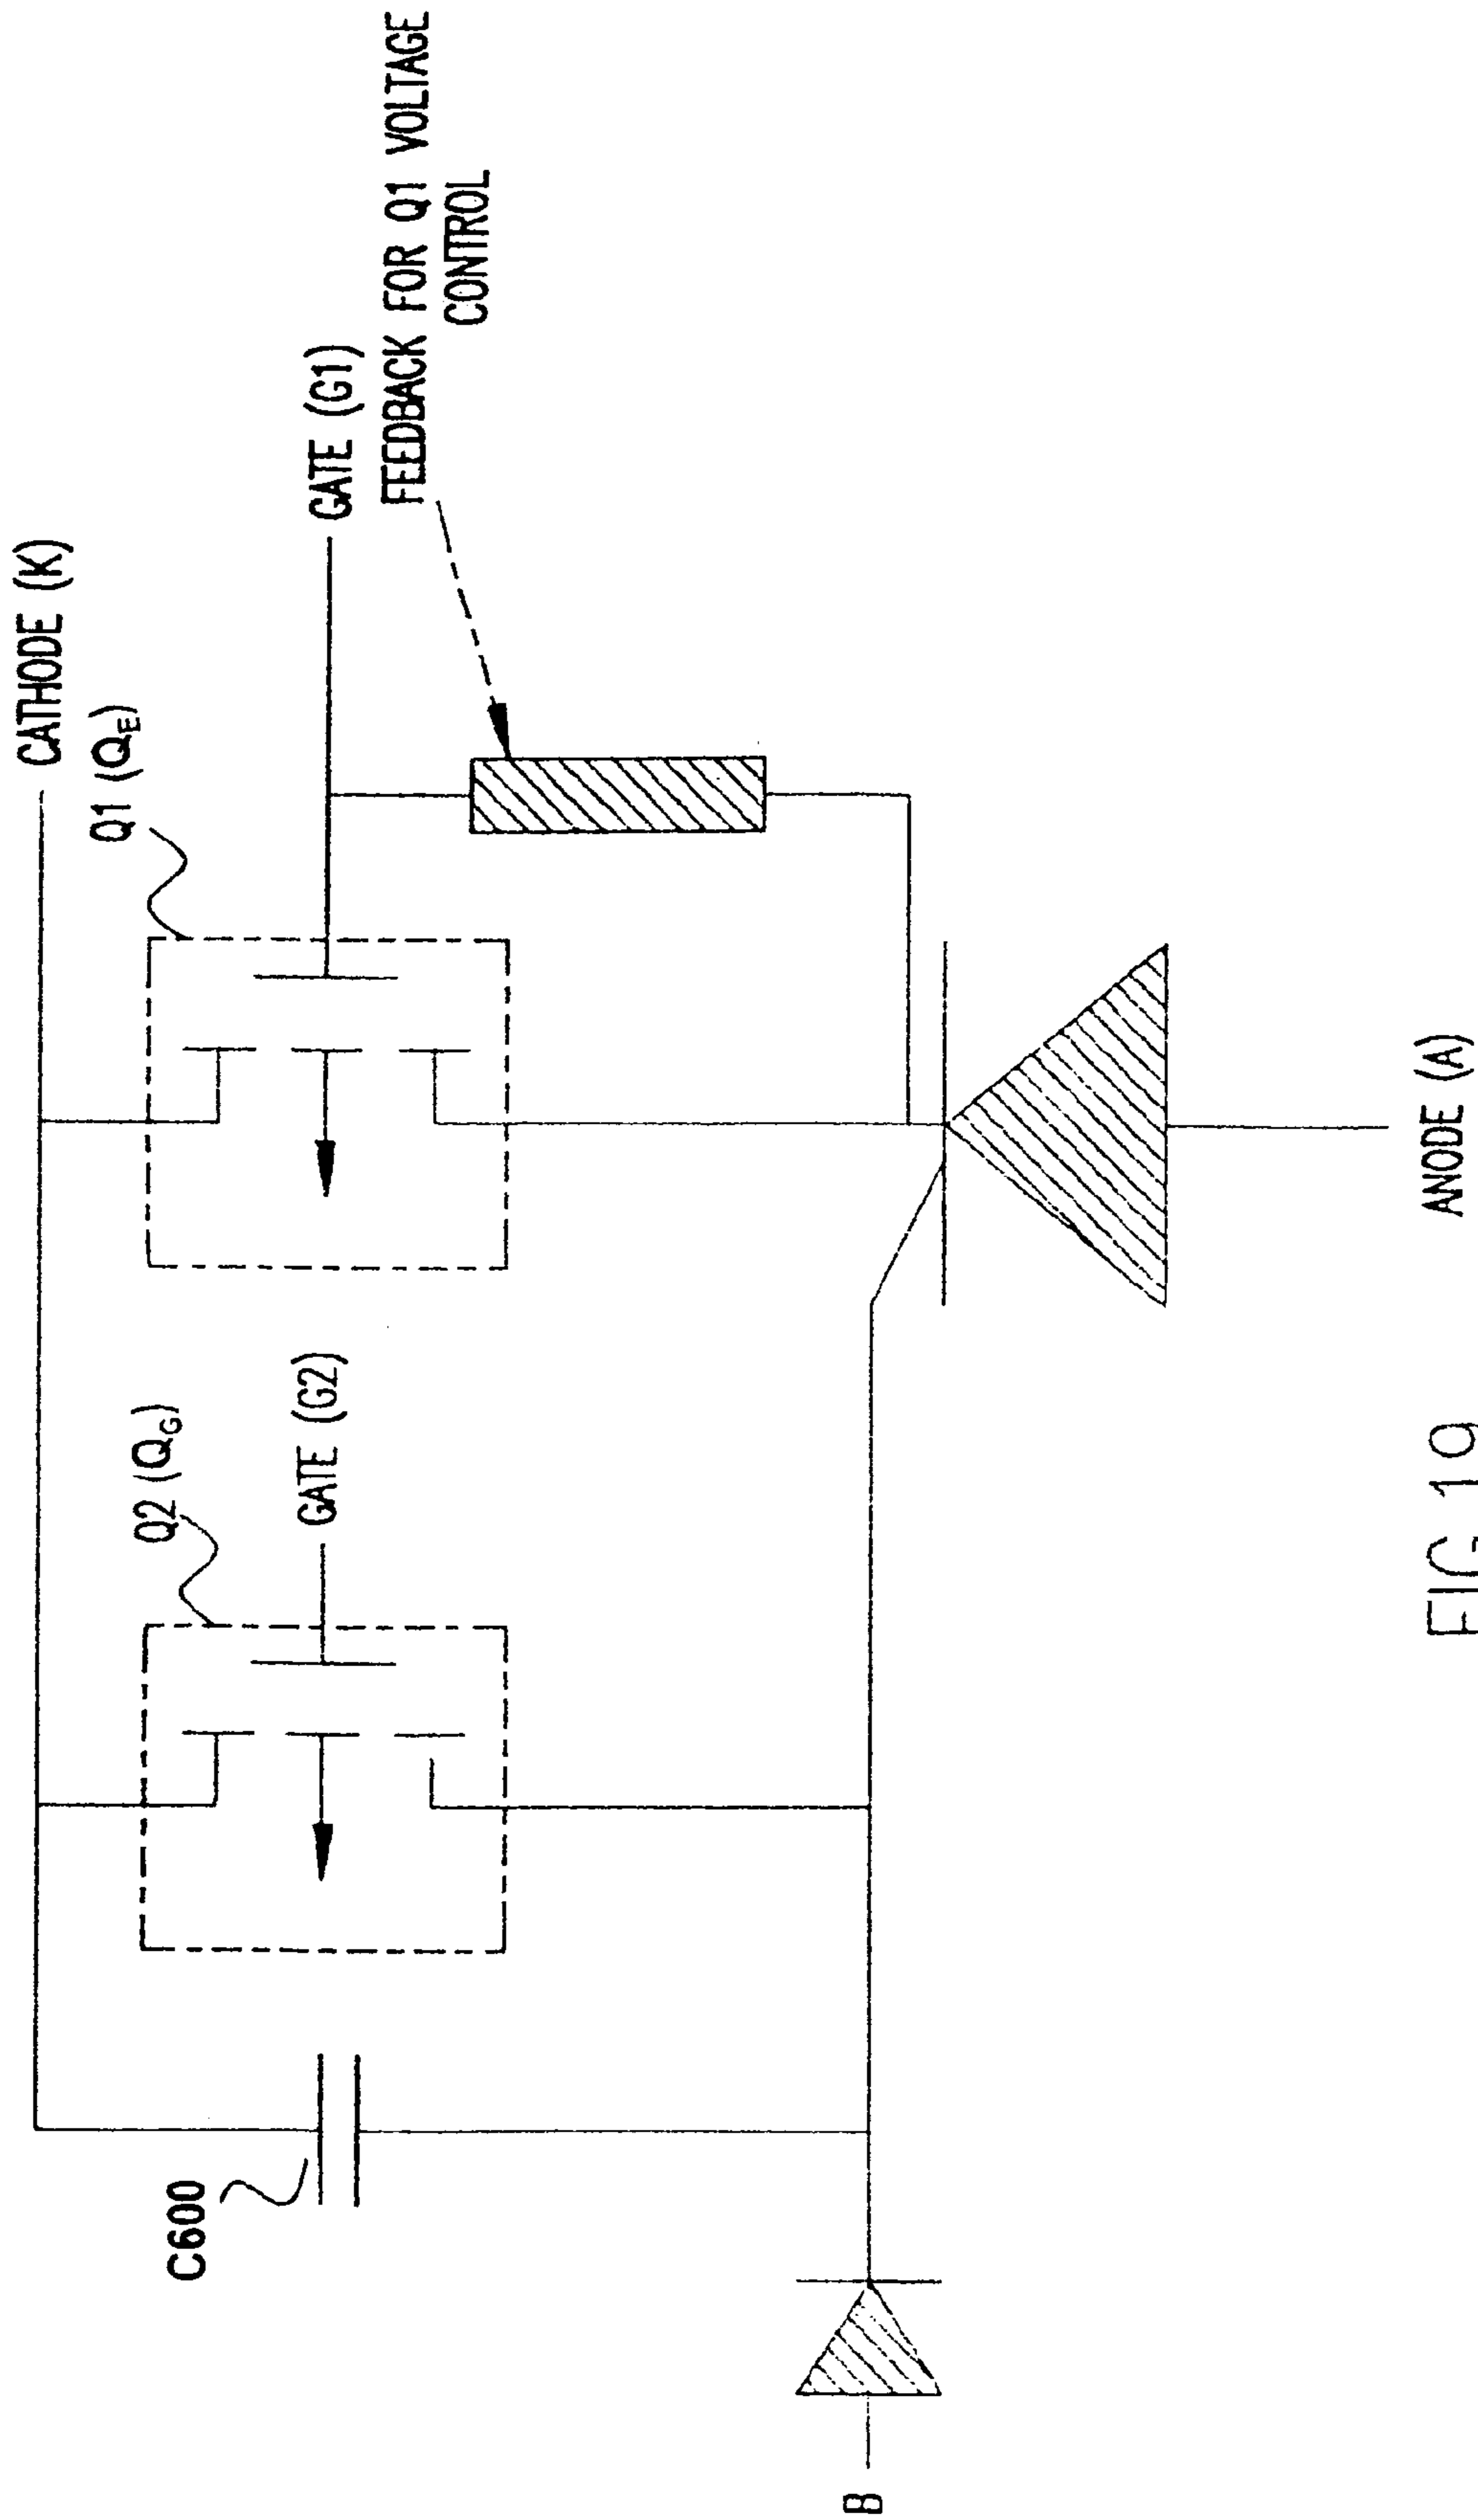 CATHODE (K)
Q1 (QE)
GATE (G1)
FEEDBACK FOR Q1 VOLTAGE
CONTROL
Q2 (QG)
GATE (G2)
C600
B
ANODE (A)
FIG. 19